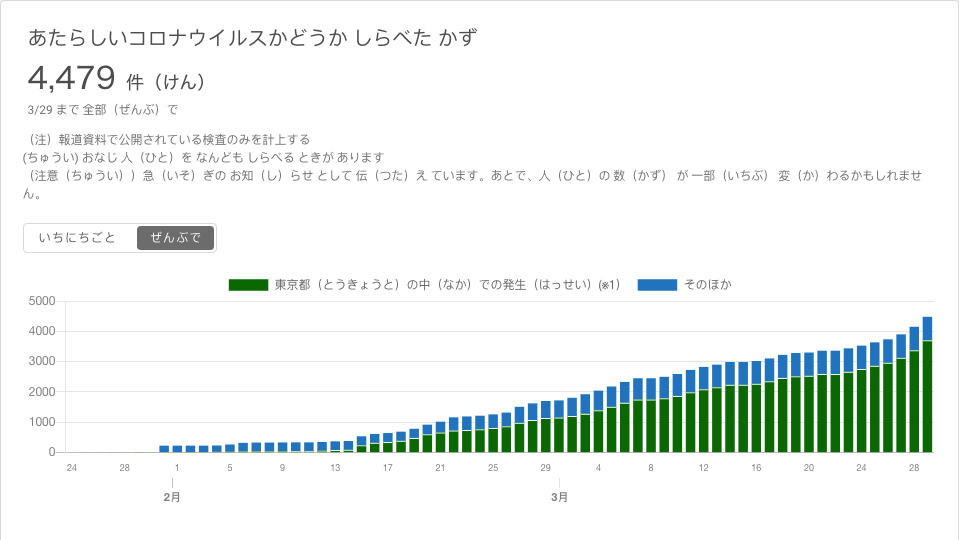 あたらしいコロナウイルスかどうか しらべた かず
4,479 件（けん）
3/29 まで 全部（ぜんぶ）で
（注）報道資料で公開されている検査のみを計上する
(ちゅうい) おなじ 人（ひと）を なんども しらべる ときが あります
（注意（ちゅうい））急（いそ）ぎの お知（し）らせ として 伝（つた）え ています。あとで、人（ひと）の 数（かず） が 一部（いちぶ） 変（か）わるかもしれませ
ん。
いちにちごと ぜんぶで
東京都（とうきょうと）の中（なか）での発生（はっせい）(※1) そのほか
5000
4000
3000
2000
1000
0
24 28 1 5 9 13 17 21 25 29 4 8 12 16 20 24 28
2月 3月